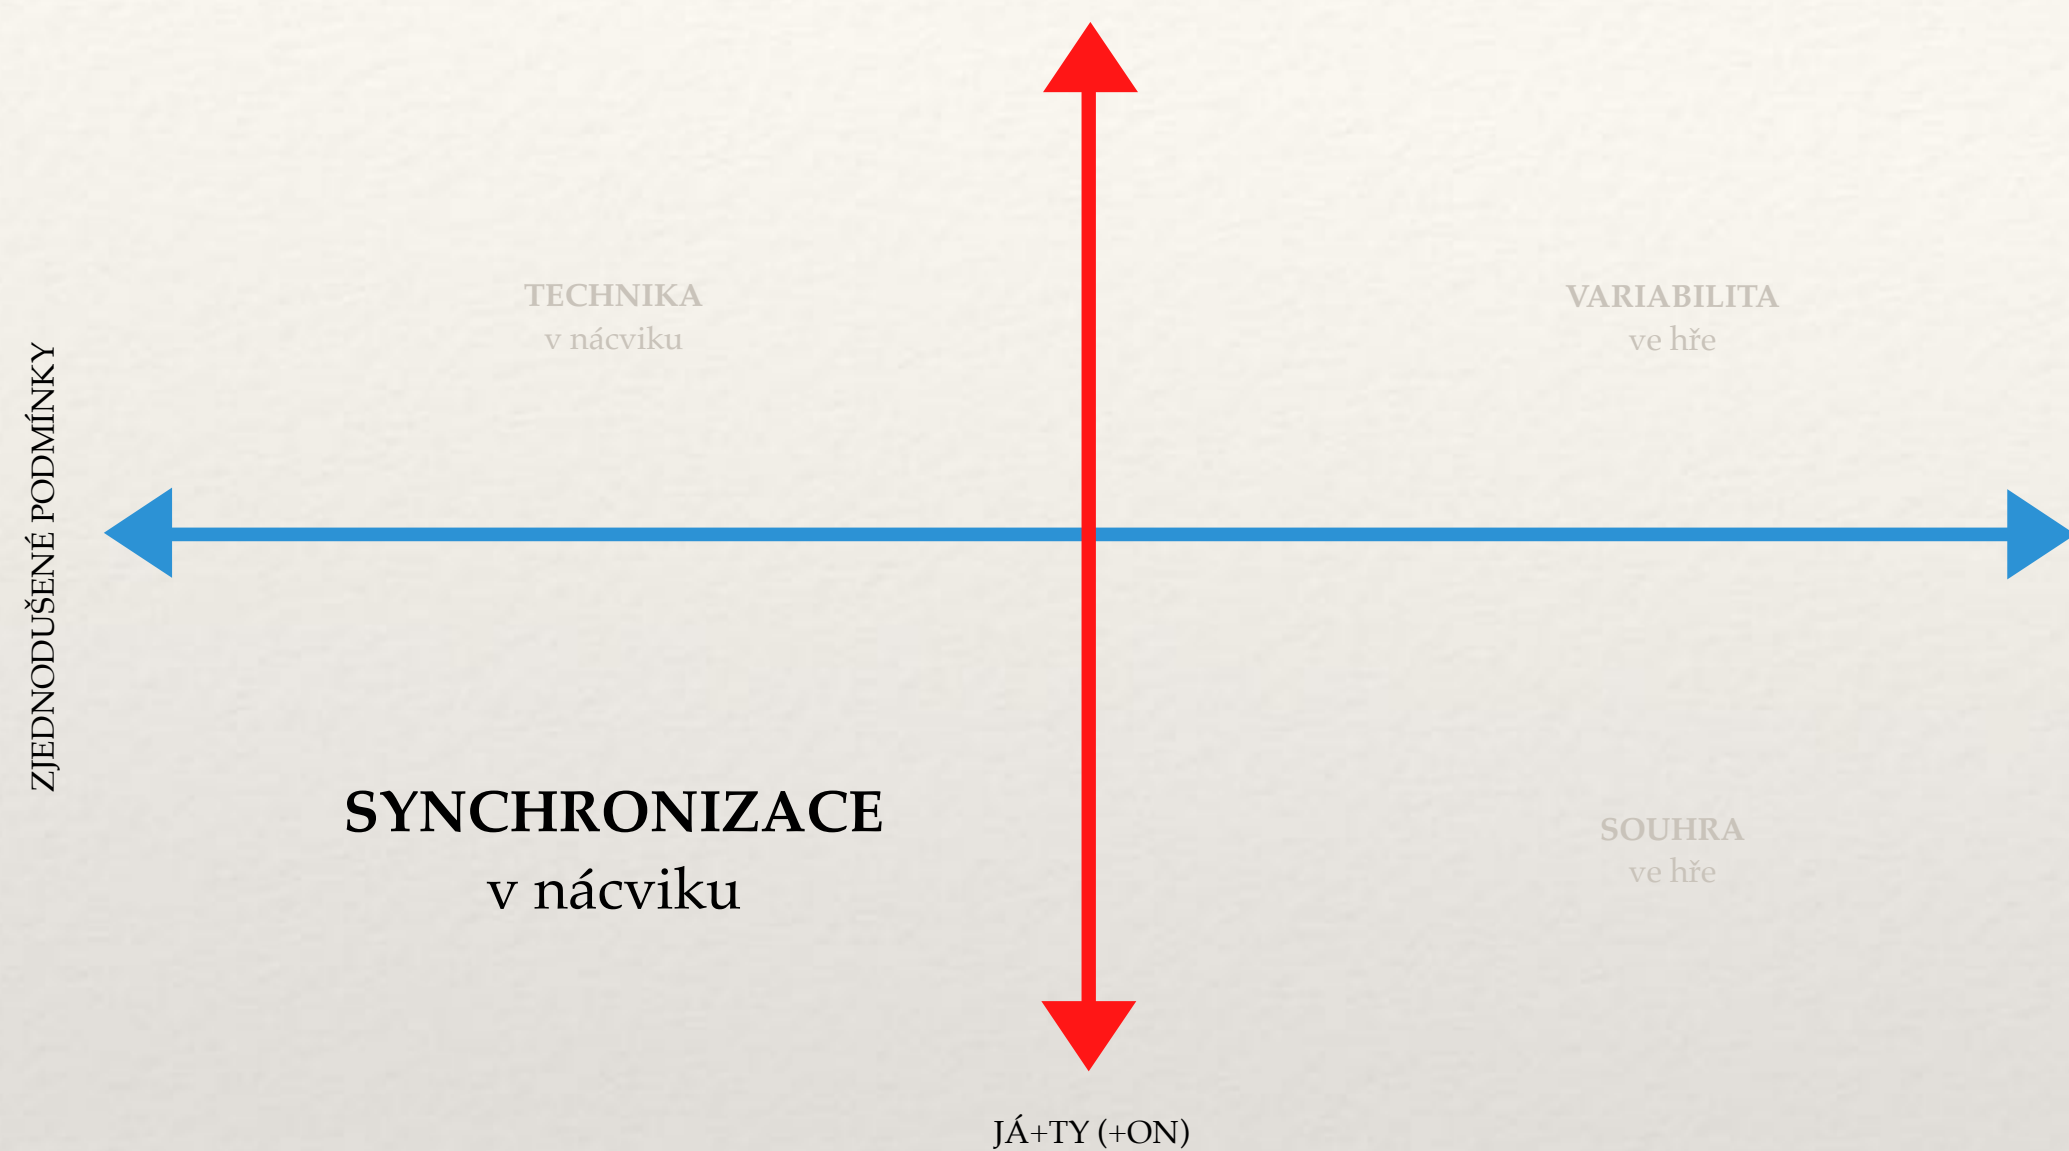 TECHNIKA
v nácviku
VARIABILITA
ve hře
ZJEDNODUŠENÉ PODMÍNKY
SYNCHRONIZACE
v nácviku
SOUHRA
ve hře
JÁ+TY (+ON)